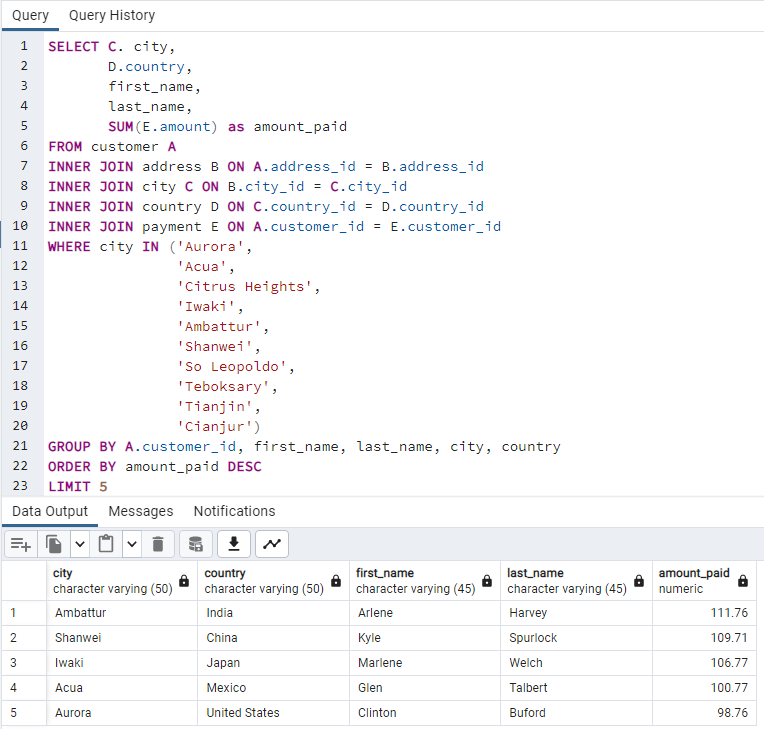 Query Query History
1 SELECT C. city,
2 D.country,
3 first_name,
4 last_name,
5 SUM(E.amount) as amount_paid
6 FROM customer A
7 INNER JOIN address B ON A.address_id = B.address_id
8 INNER JOIN city C ON B.city_id = C.city_id
9 INNER JOIN country D ON C.country_id = D.country_id
10 INNER JOIN payment E ON A.customer_id = E.customer_id
11 WHERE city IN ('Aurora',
12 'Acua',
13 'Citrus Heights',
14 'Iwaki',
15 'Ambattur',
16 'Shanwei',
17 'So Leopoldo',
18 'Teboksary',
19 'Tianjin',
20 'Cianjur')
21 GROUP BY A.customer_id, first_name, last_name, city, country
22 ORDER BY amount_paid DESC
23 LIMIT 5
Data Output Messages Notifications
city country first_name last_name amount_paid
character varying (50) character varying (50) character varying (45) character varying (45) numeric
1 Ambattur India Arlene Harvey 111.76
2 Shanwei China Kyle Spurlock 109.71
3 Iwaki Japan Marlene Welch 106.77
4 Acua Mexico Glen Talbert 100.77
5 Aurora United States Clinton Buford 98.76